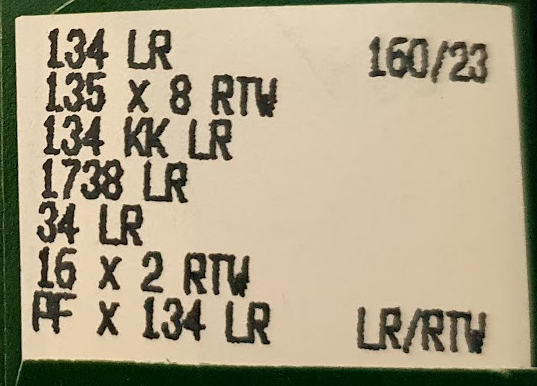 134 LR
160/23
135 X 8 RTW
134 KK LR
1738 LR
34 LR
16 X 2 RTW
PF X 134 LR
LR/RTW